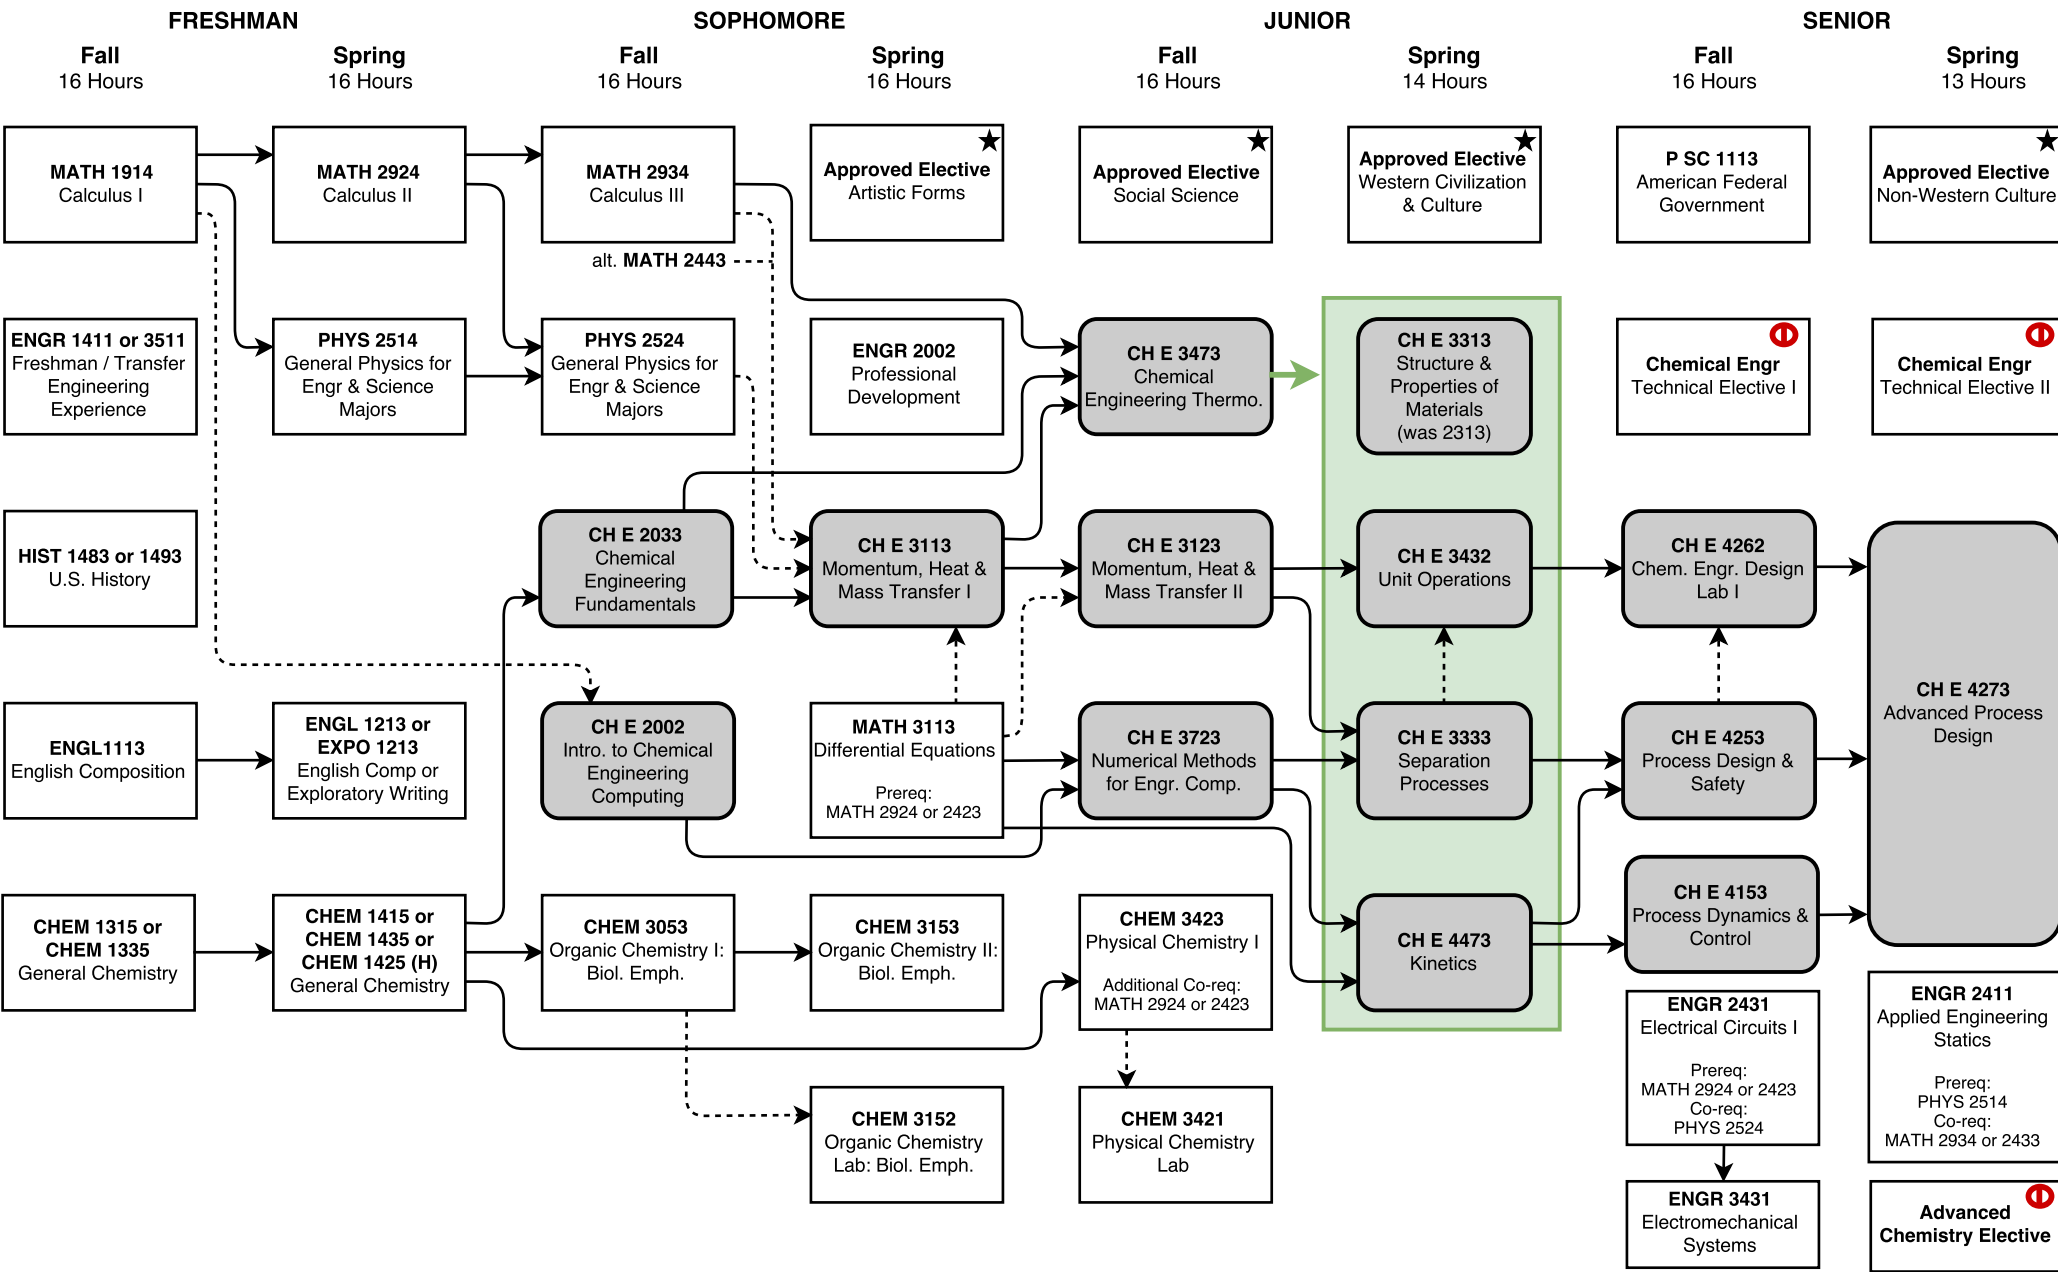 FRESHMAN
SOPHOMORE
JUNIOR
SENIOR
Fall
16 Hours
Spring
16 Hours
Fall
16 Hours
Spring
16 Hours
Fall
16 Hours
Spring
14 Hours
Fall
16 Hours
Spring
13 Hours
MATH 1914
Calculus I
MATH 2924
Calculus II
MATH 2934
Calculus III
Approved Elective
Artistic Forms
Approved Elective
Social Science
Approved Elective
Western Civilization
& Culture
P SC 1113
American Federal
Government
Approved Elective
Non-Western Culture
alt. MATH 2443
ENGR 1411 or 3511
Freshman / Transfer
Engineering
Experience
PHYS 2514
General Physics for
Engr & Science
Majors
PHYS 2524
General Physics for
Engr & Science
Majors
ENGR 2002
Professional
Development
CH E 3473
Chemical
Engineering Thermo.
CH E 3313
Structure &
Properties of
Materials
(was 2313)
Chemical Engr
Technical Elective I
Chemical Engr
Technical Elective II
HIST 1483 or 1493
U.S. History
CH E 2033
Chemical
Engineering
Fundamentals
CH E 3113
Momentum, Heat &
Mass Transfer I
CH E 3123
Momentum, Heat &
Mass Transfer II
CH E 3432
Unit Operations
CH E 4262
Chem. Engr. Design
Lab I
CH E 4273
Advanced Process
Design
ENGL1113
English Composition
ENGL 1213 or
EXPO 1213
English Comp or
Exploratory Writing
CH E 2002
Intro. to Chemical
Engineering
Computing
MATH 3113
Differential Equations
Prereq:
MATH 2924 or 2423
CH E 3723
Numerical Methods
for Engr. Comp.
CH E 3333
Separation
Processes
CH E 4253
Process Design &
Safety
CHEM 1315 or
CHEM 1335
General Chemistry
CHEM 1415 or
CHEM 1435 or
CHEM 1425 (H)
General Chemistry
CHEM 3053
Organic Chemistry I:
Biol. Emph.
CHEM 3153
Organic Chemistry II:
Biol. Emph.
CHEM 3423
Physical Chemistry I
Additional Co-req:
MATH 2924 or 2423
CH E 4473
Kinetics
CH E 4153
Process Dynamics &
Control
CHEM 3152
Organic Chemistry
Lab: Biol. Emph.
CHEM 3421
Physical Chemistry
Lab
ENGR 2431
Electrical Circuits I
Prereq:
MATH 2924 or 2423
Co-req:
PHYS 2524
ENGR 2411
Applied Engineering
Statics
Prereq:
PHYS 2514
Co-req:
MATH 2934 or 2433
ENGR 3431
Electromechanical
Systems
Advanced
Chemistry Elective